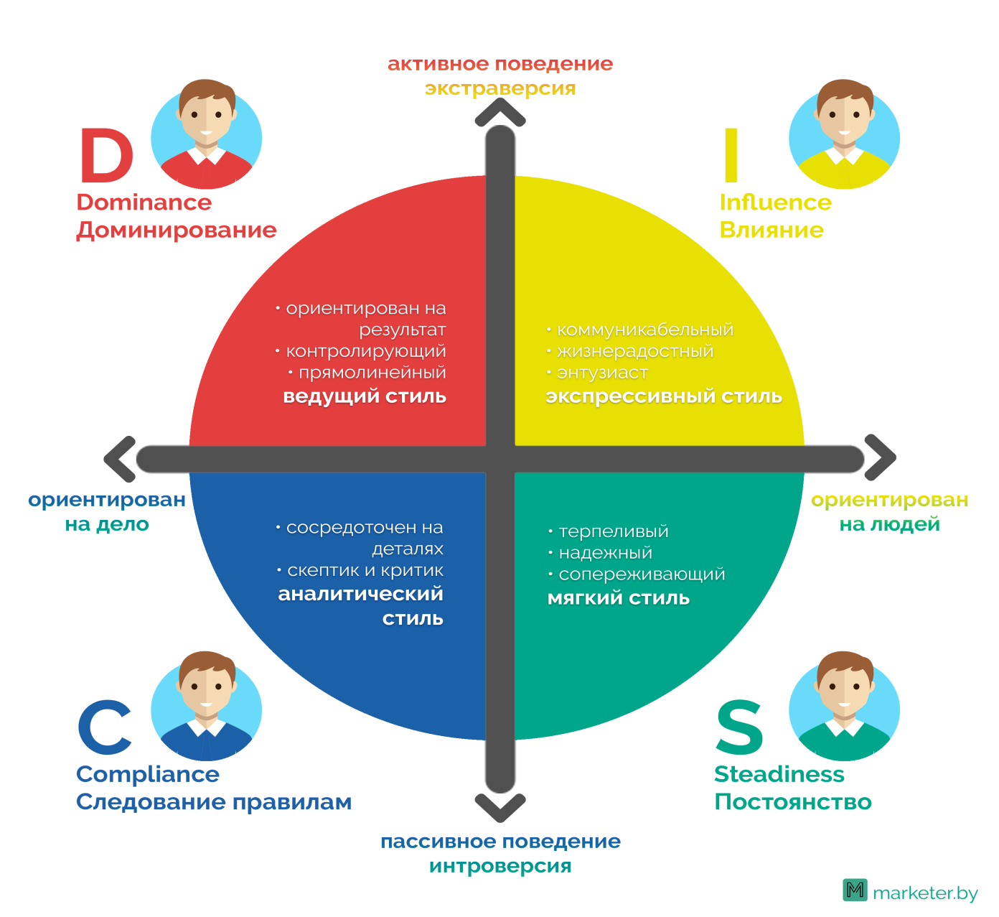 активное поведение
экстраверсия
D
Dominance
Доминирование
I
Influence
Влияние
• ориентирован на
результат
• контролирующий
• прямолинейный
ведущий стиль
• коммуникабельный
• жизнерадостный
• энтузиаст
экспрессивный стиль
ориентирован
на дело
ориентирован
на людей
• сосредоточен на
деталях
• скептик и критик
аналитический
стиль
• терпеливый
• надежный
• сопереживающий
мягкий стиль
C
Compliance
Следование правилам
S
Steadiness
Постоянство
пассивное поведение
интроверсия
M marketer.by